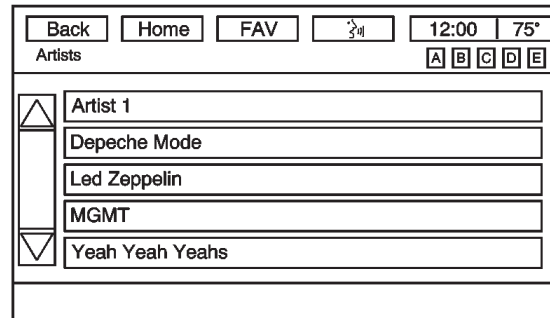 Back Home FAV 12:00 75°
Artists A B C D E
Artist 1
Depeche Mode
Led Zeppelin
MGMT
Yeah Yeah Yeahs